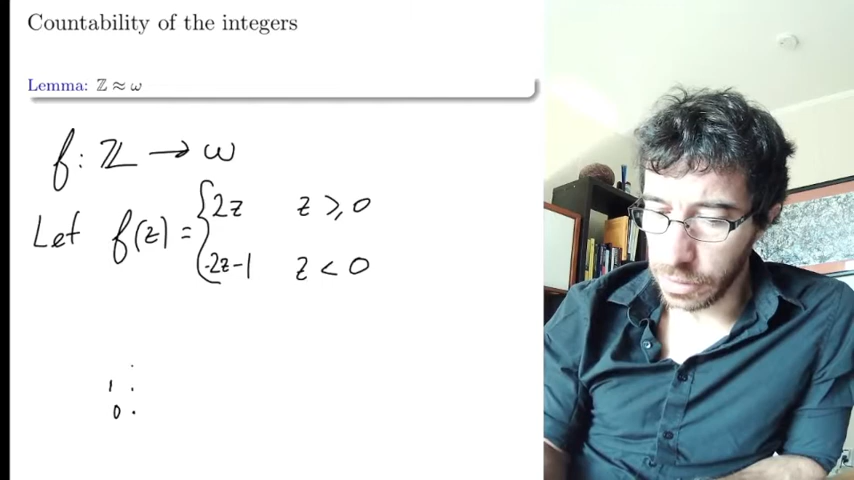 Countability of the integers
Lemma: ℤ ≈ ω
f: ℤ → ω
Let f(z) = { 2z z ≥ 0
-2z-1 z < 0
1
0